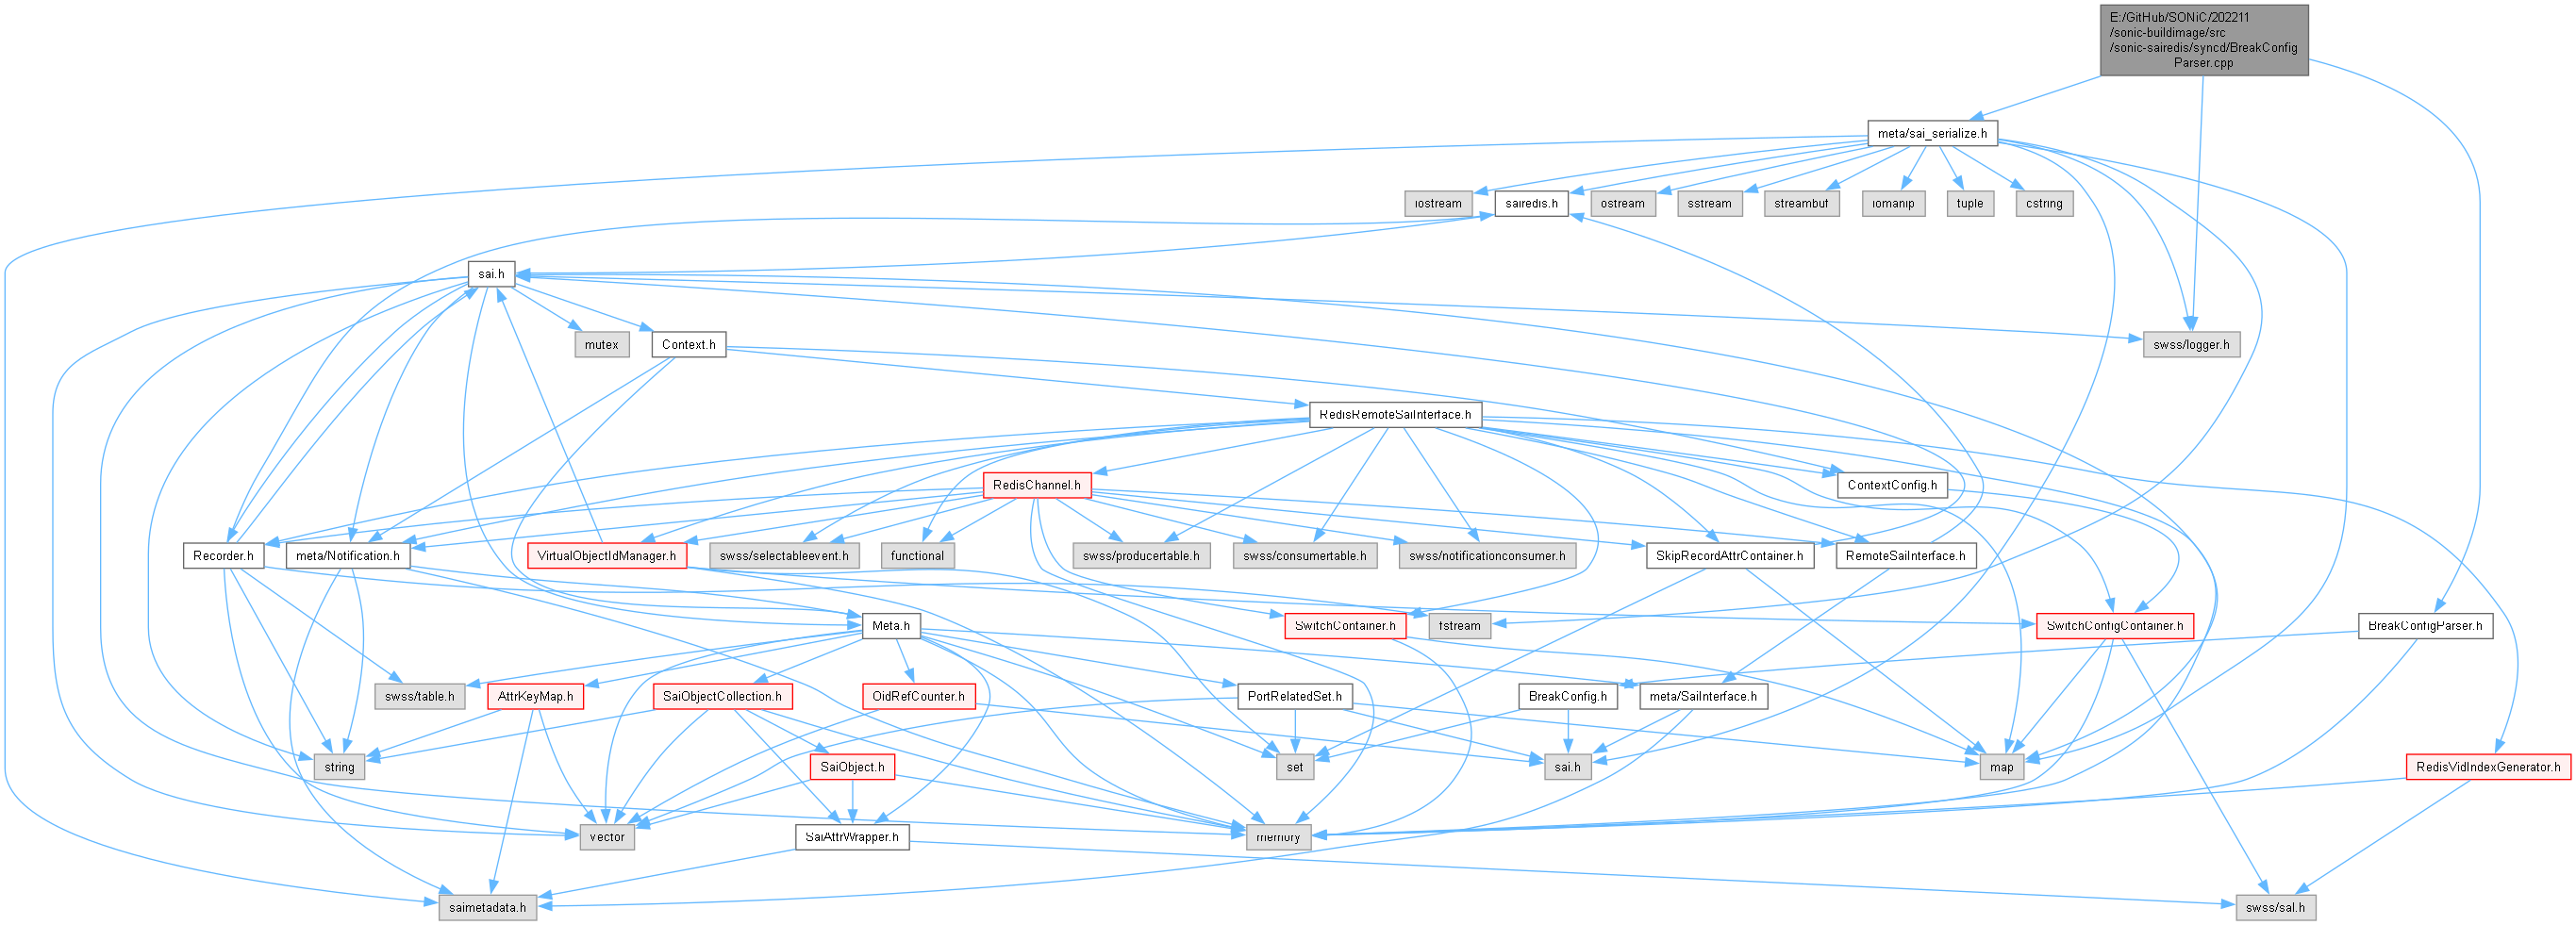 E:/GitHub/SONiC/202211
/sonic-buildimage/src
/sonic-sairedis/syncd/BreakConfig
Parser.cpp
meta/sai_serialize.h
iostream
sairedis.h
ostream
sstream
streambuf
iomanip
tuple
cstring
sai.h
mutex
Context.h
swss/logger.h
RedisRemoteSaiInterface.h
RedisChannel.h
ContextConfig.h
Recorder.h
meta/Notification.h
VirtualObjectIdManager.h
swss/selectableevent.h
functional
swss/producertable.h
swss/consumertable.h
swss/notificationconsumer.h
SkipRecordAttrContainer.h
RemoteSaiInterface.h
Meta.h
SwitchContainer.h
fstream
SwitchConfigContainer.h
BreakConfigParser.h
swss/table.h
AttrKeyMap.h
SaiObjectCollection.h
OidRefCounter.h
PortRelatedSet.h
BreakConfig.h
meta/SaiInterface.h
string
SaiObject.h
set
sai.h
map
RedisVidIndexGenerator.h
vector
SaiAttrWrapper.h
memory
saimetadata.h
swss/sal.h